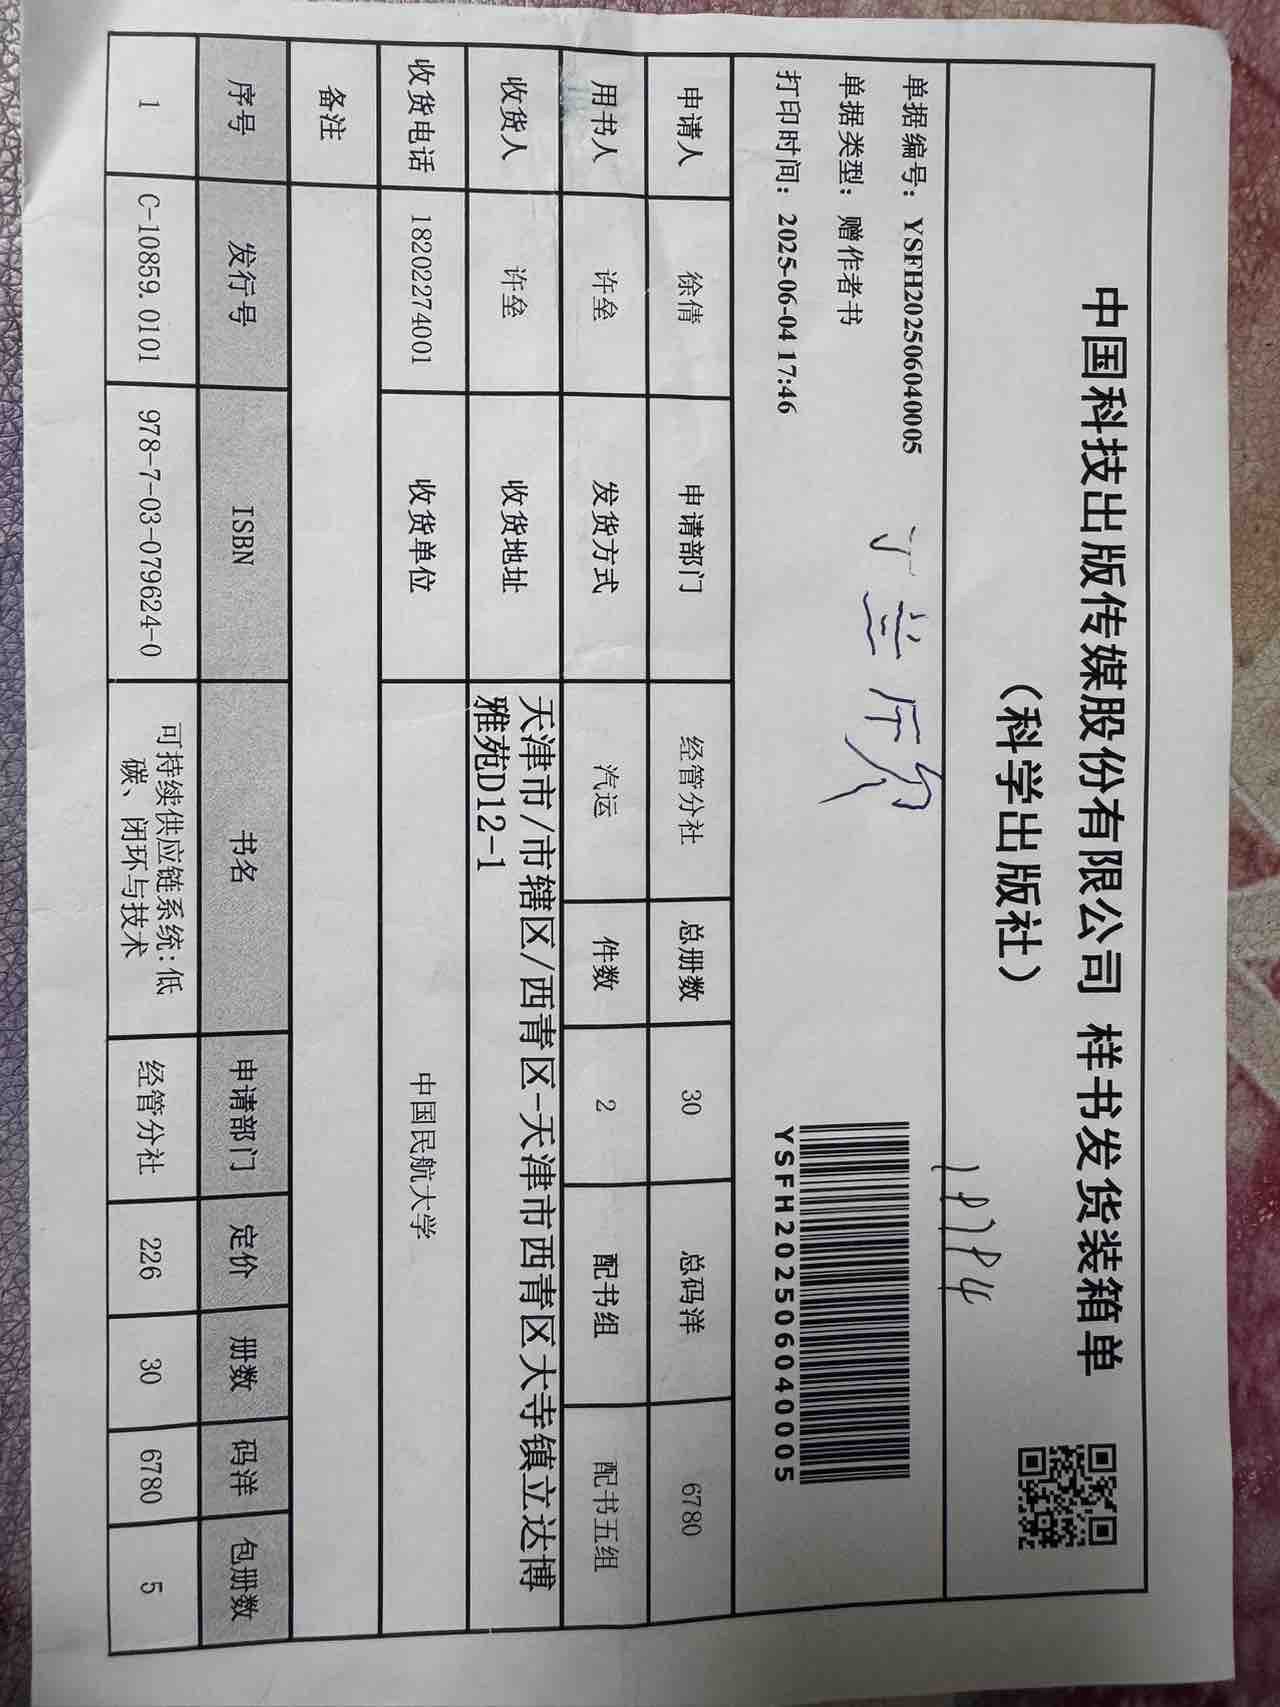 中国科技出版传媒股份有限公司 样书发货装箱单
（科学出版社）
单据编号：YSFH202506040005
单据类型：赠作者书
打印时间：2025-06-04 17:46
YSFH202506040005
申请人 徐倩 申请部门 经管分社 总册数 30 总码洋 6780
用书人 许垒 发货方式 汽运 件数 2 配书组 配书五组
收货人 许垒 收货地址 天津市/市辖区/西青区-天津市西青区大寺镇立达博
雅苑D12-1
收货电话 18202274001 收货单位 中国民航大学
备注
序号 发行号 ISBN 书名 申请部门 定价 册数 码洋 包册数
1 C-10859.0101 978-7-03-079624-0 可持续供应链系统:低 经管分社 226 30 6780 5
碳、闭环与技术